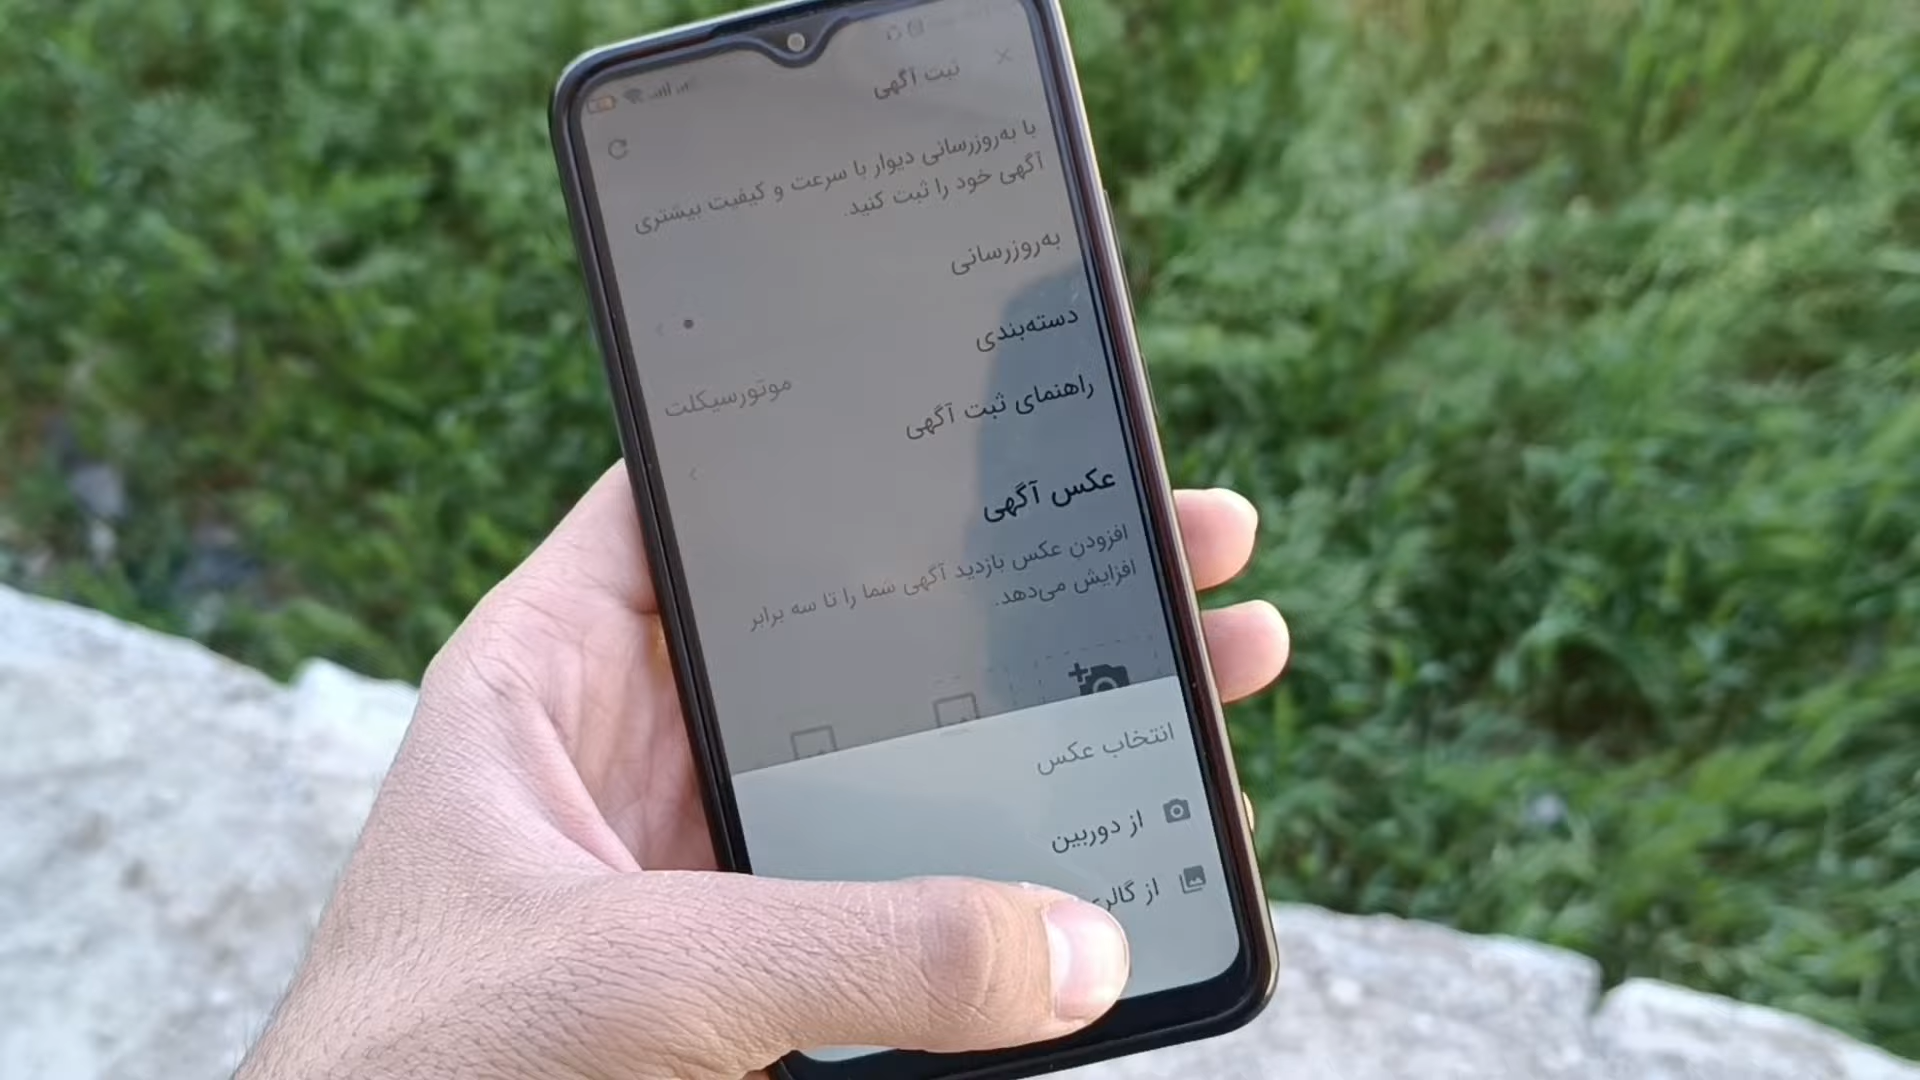 ثبت آگهی
با به‌روزرسانی دیوار با سرعت و کیفیت بیشتری
آگهی خود را ثبت کنید.
به‌روزرسانی
دسته‌بندی
موتورسیکلت
راهنمای ثبت آگهی
عکس آگهی
افزودن عکس بازدید آگهی شما را تا سه برابر
افزایش می‌دهد.
انتخاب عکس
از دوربین
از گالری